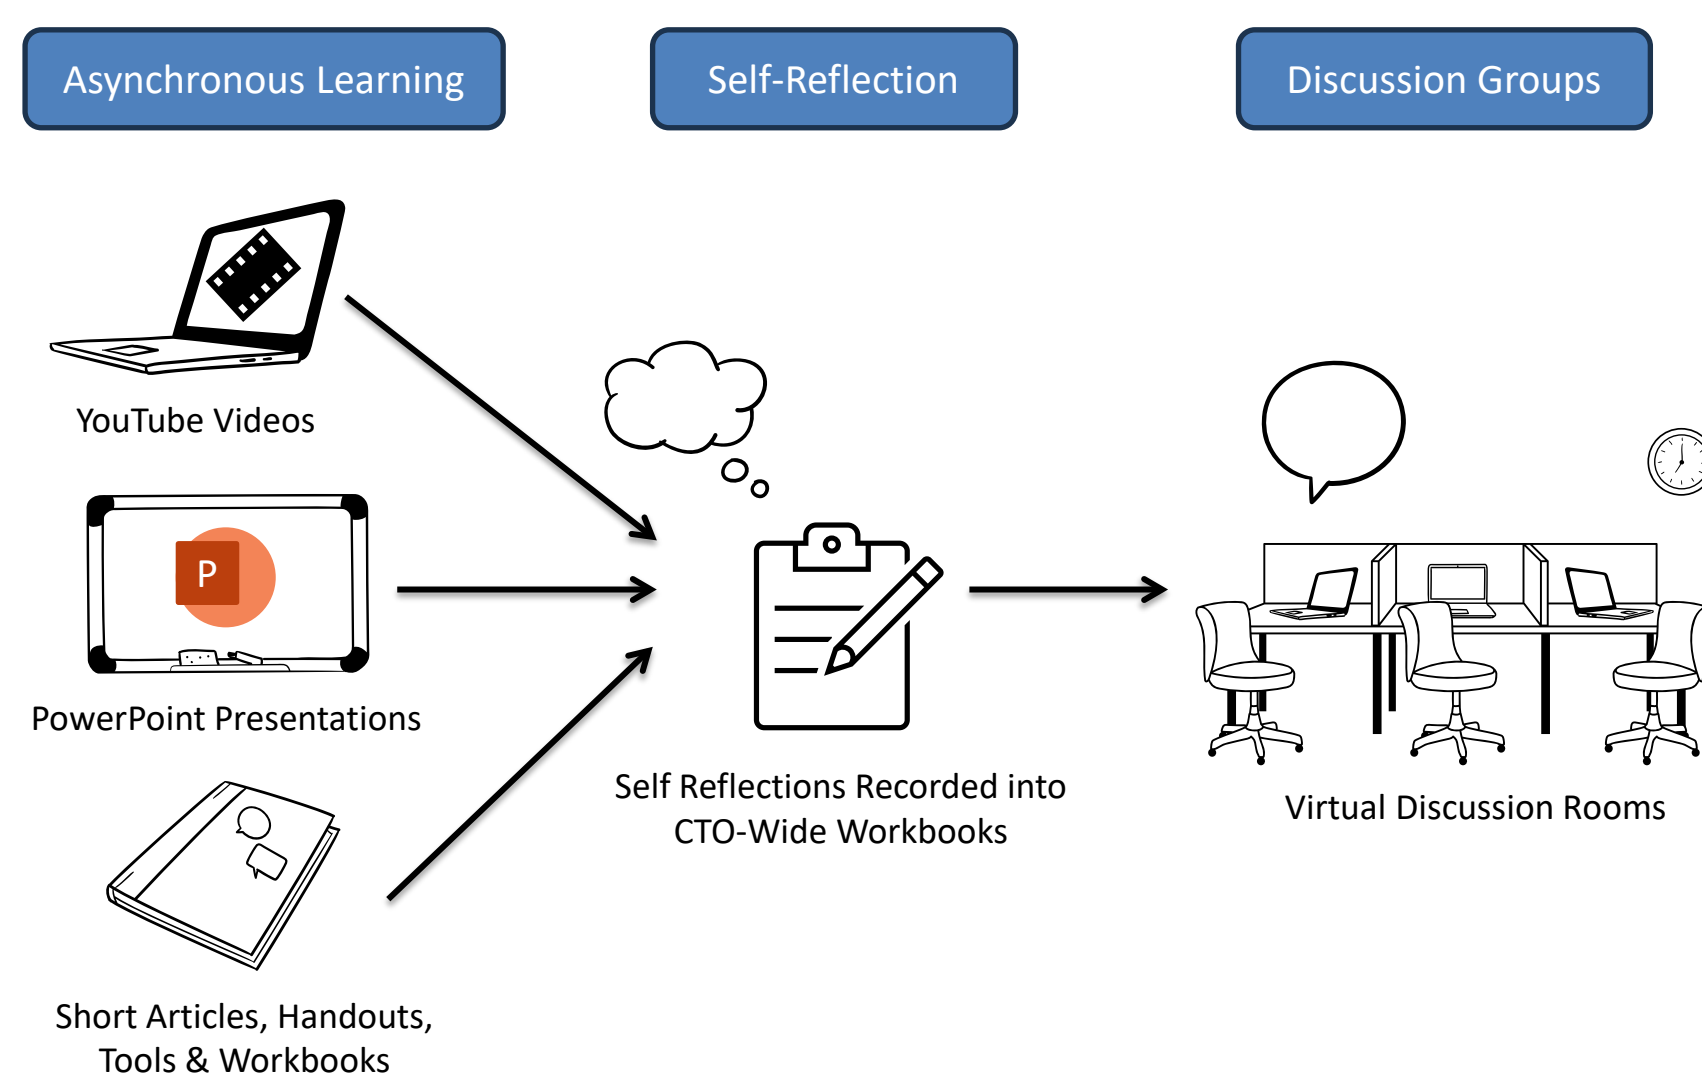 Asynchronous Learning
Self-Reflection
Discussion Groups
YouTube Videos
P
PowerPoint Presentations
Short Articles, Handouts,
Tools & Workbooks
Self Reflections Recorded into
CTO-Wide Workbooks
Virtual Discussion Rooms